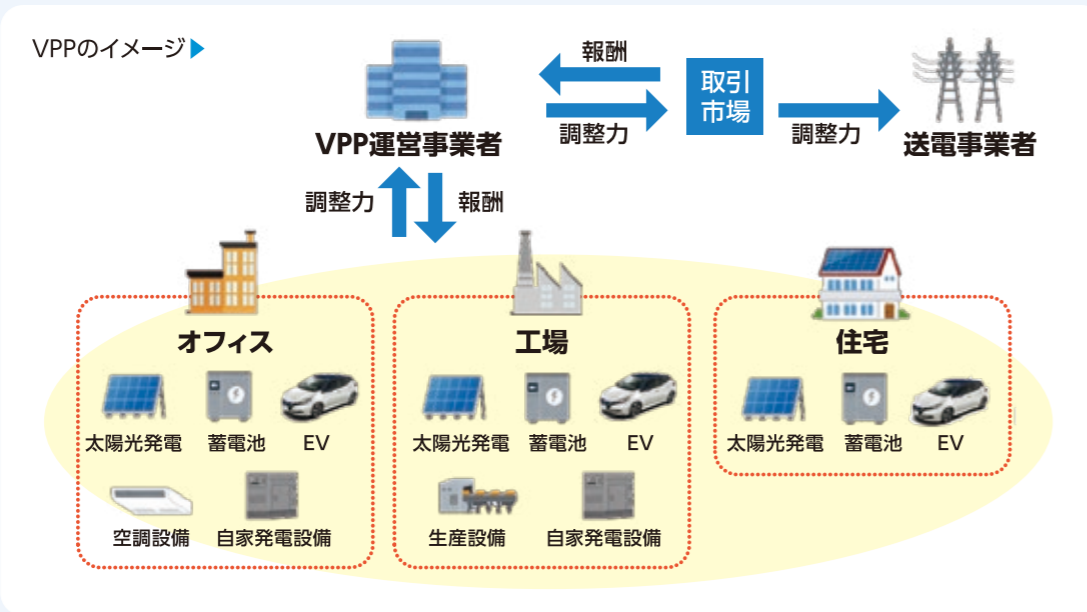 VPPのイメージ▶
報酬
取引
市場
調整力
調整力
VPP運営事業者
送電事業者
調整力
報酬
オフィス
工場
住宅
太陽光発電
蓄電池
EV
太陽光発電
蓄電池
EV
太陽光発電
蓄電池
EV
空調設備
自家発電設備
生産設備
自家発電設備